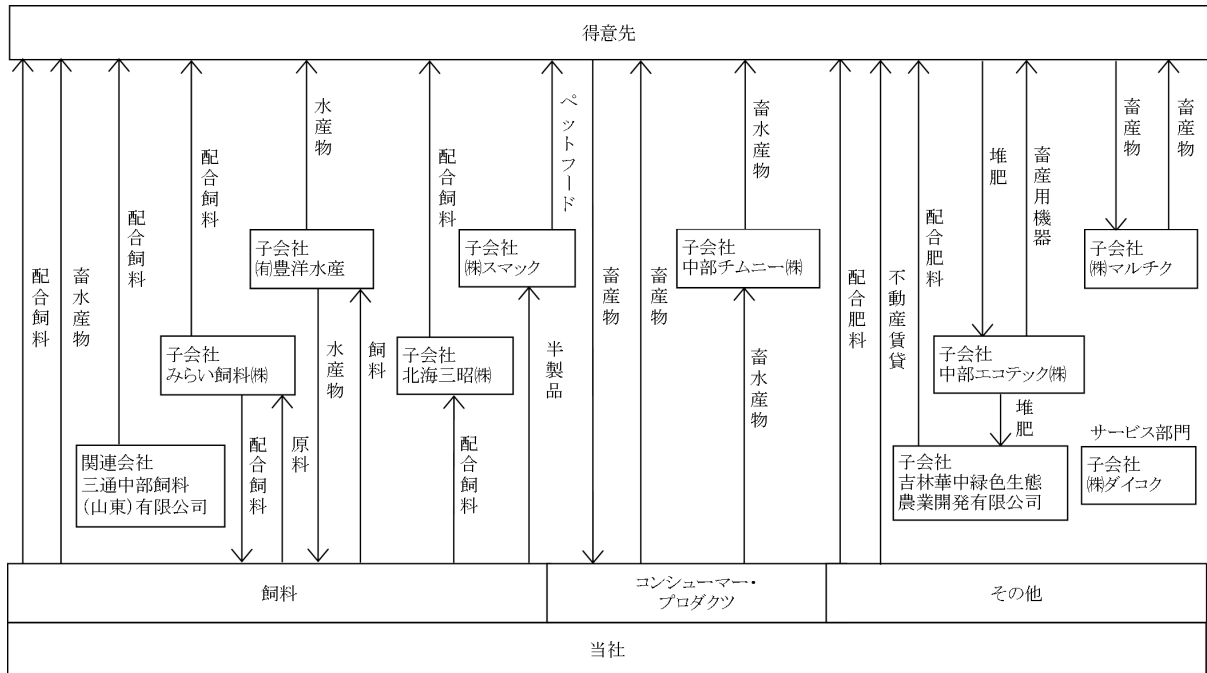 得意先
配合飼料
畜水産物
配合飼料
配合飼料
水産物
配合飼料
ペットフード
畜産物
畜産物
畜水産物
配合肥料
不動産賃貸
配合肥料
堆肥
畜産用機器
畜産物
畜産物
子会社
㈲豊洋水産
子会社
㈱スマック
子会社
中部チムニー㈱
子会社
㈱マルチク
子会社
みらい飼料㈱
水産物
飼料
子会社
北海三昭㈱
半製品
畜水産物
子会社
中部エコテック㈱
関連会社
三通中部飼料
(山東)有限公司
配合飼料
原料
配合飼料
堆肥
子会社
吉林華中緑色生態
農業開発有限公司
サービス部門
子会社
㈱ダイコク
飼料
コンシューマー・
プロダクツ
その他
当社